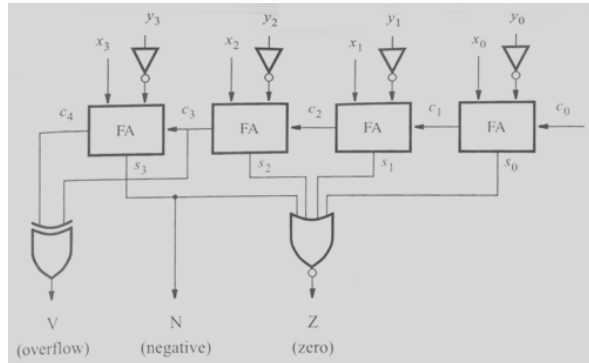 y3 y2 y1 y0
x3 x2 x1 x0
c4 c3 c2 c1 c0
FA FA FA FA
s3 s2 s1 s0
V N Z
(overflow) (negative) (zero)